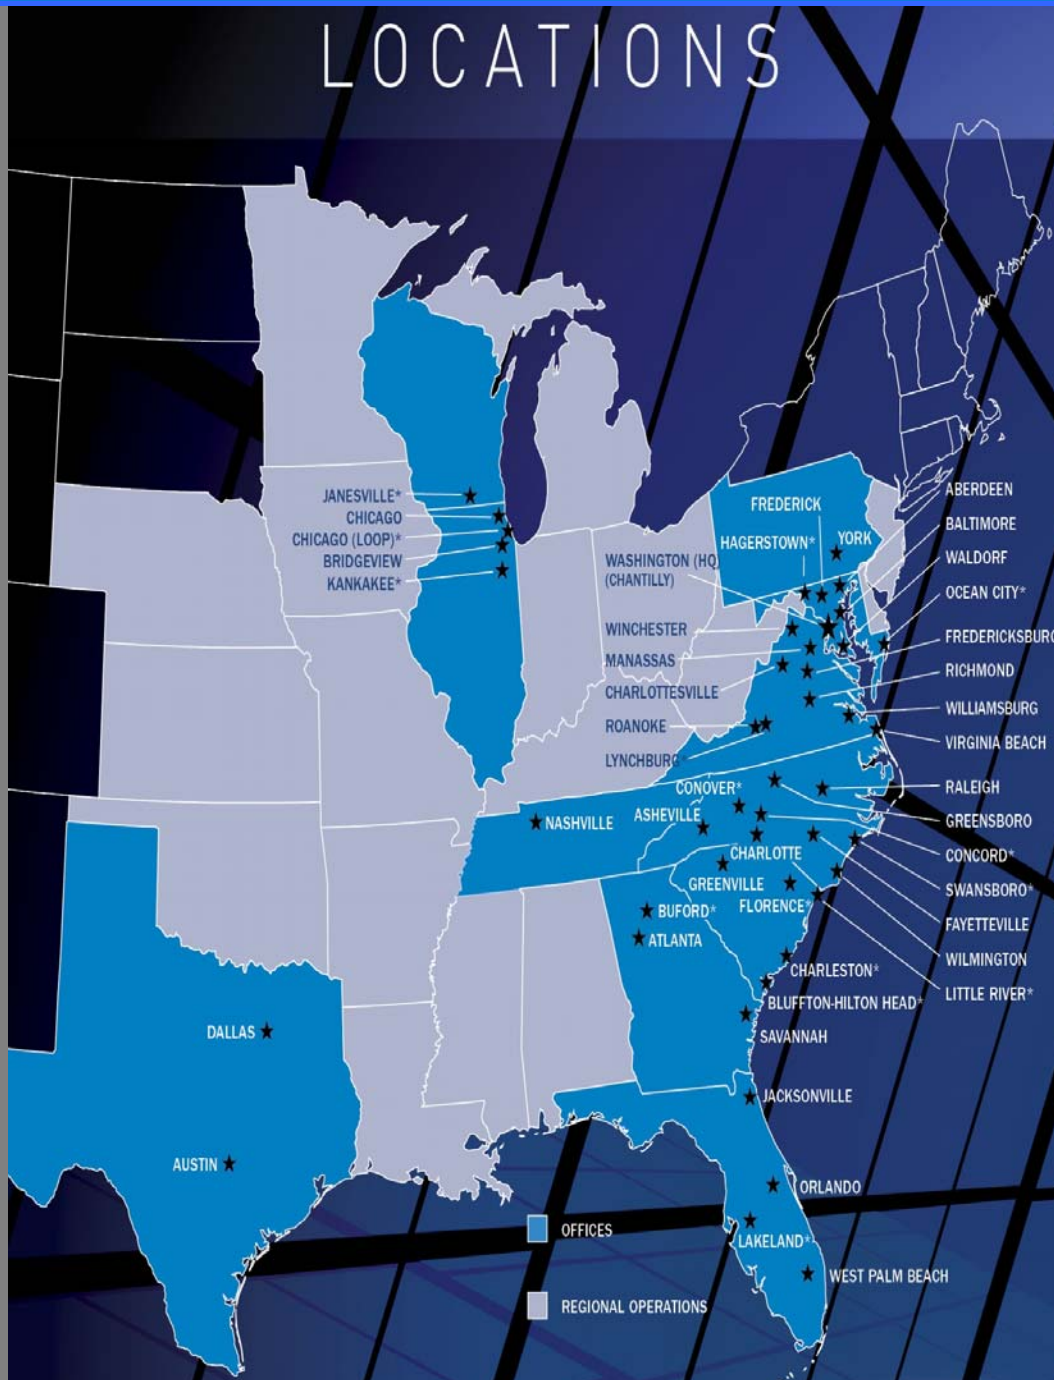 LOCATIONS
JANESVILLE*
CHICAGO
CHICAGO (LOOP)*
BRIDGEVIEW
KANKAKEE*
FREDERICK
HAGERSTOWN*
YORK
WASHINGTON (HQ)
(CHANTILLY)
WINCHESTER
MANASSAS
CHARLOTTESVILLE
ROANOKE
LYNCHBURG*
ABERDEEN
BALTIMORE
WALDORF
OCEAN CITY*
FREDERICKSBURG
RICHMOND
WILLIAMSBURG
VIRGINIA BEACH
RALEIGH
GREENSBORO
CONCORD*
SWANSBORO*
FAYETTEVILLE
WILMINGTON
LITTLE RIVER*
CONOVER*
ASHEVILLE
NASHVILLE
CHARLOTTE
GREENVILLE
FLORENCE*
BUFORD*
ATLANTA
CHARLESTON*
BLUFFTON-HILTON HEAD*
SAVANNAH
DALLAS
JACKSONVILLE
AUSTIN
ORLANDO
LAKELAND*
WEST PALM BEACH
OFFICES
REGIONAL OPERATIONS